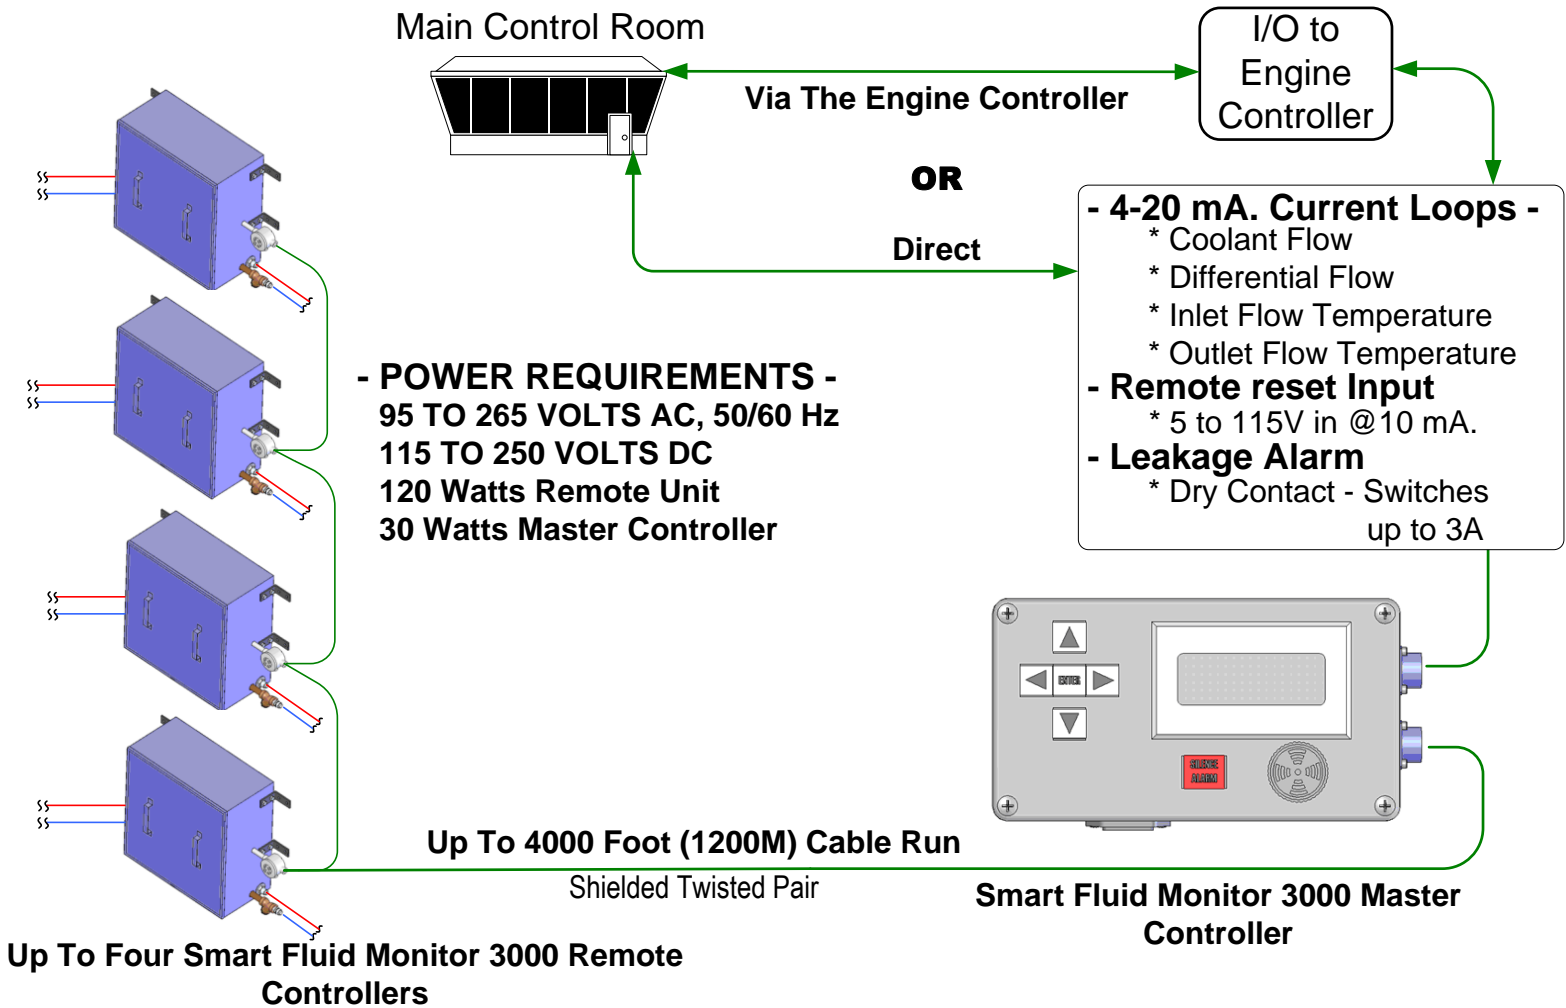 Main Control Room
I/O to
Engine
Controller
Via The Engine Controller
OR
Direct
- 4-20 mA. Current Loops -
* Coolant Flow
* Differential Flow
* Inlet Flow Temperature
* Outlet Flow Temperature
- Remote reset Input
* 5 to 115V in @10 mA.
- Leakage Alarm
* Dry Contact - Switches
up to 3A
- POWER REQUIREMENTS -
95 TO 265 VOLTS AC, 50/60 Hz
115 TO 250 VOLTS DC
120 Watts Remote Unit
30 Watts Master Controller
ENTER
SILENCE
ALARM
Up To 4000 Foot (1200M) Cable Run
Shielded Twisted Pair
Smart Fluid Monitor 3000 Master
Controller
Up To Four Smart Fluid Monitor 3000 Remote
Controllers